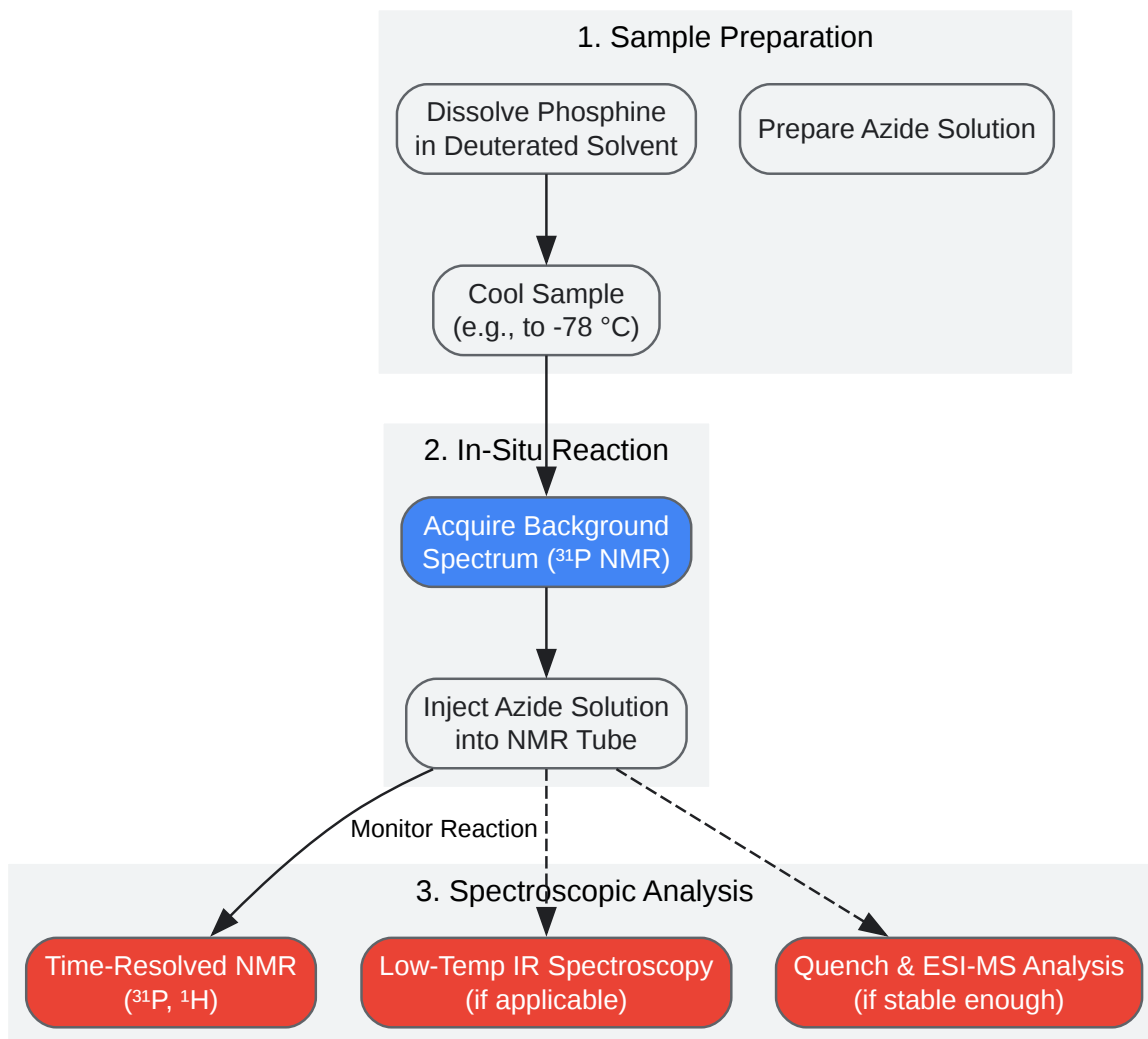 1. Sample Preparation
Dissolve Phosphine
in Deuterated Solvent
Prepare Azide Solution
Cool Sample
(e.g., to -78 °C)
2. In-Situ Reaction
Acquire Background
Spectrum (³¹P NMR)
Inject Azide Solution
into NMR Tube
Monitor Reaction
3. Spectroscopic Analysis
Time-Resolved NMR
(³¹P, ¹H)
Low-Temp IR Spectroscopy
(if applicable)
Quench & ESI-MS Analysis
(if stable enough)